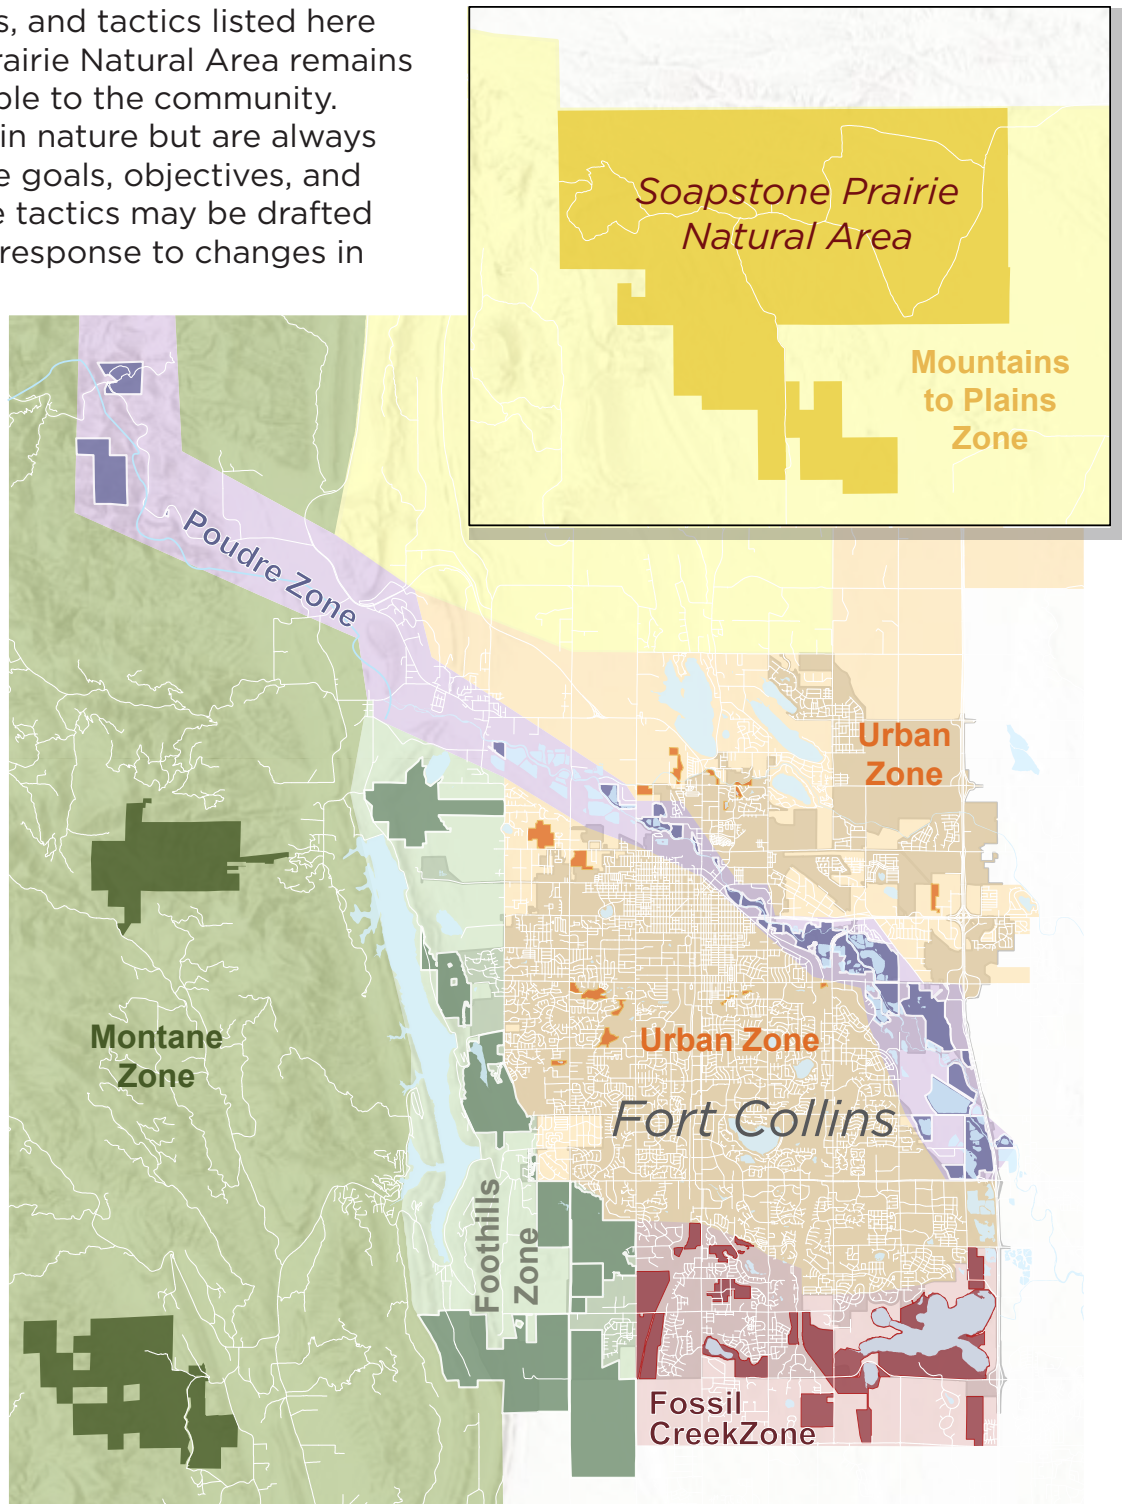 s, and tactics listed here
rairie Natural Area remains
ble to the community.
in nature but are always
e goals, objectives, and
e tactics may be drafted
response to changes in
Soapstone Prairie
Natural Area
Mountains
to Plains
Zone
Poudre Zone
Urban
Zone
Montane
Zone
Urban Zone
Fort Collins
Foothills
Zone
Fossil
CreekZone